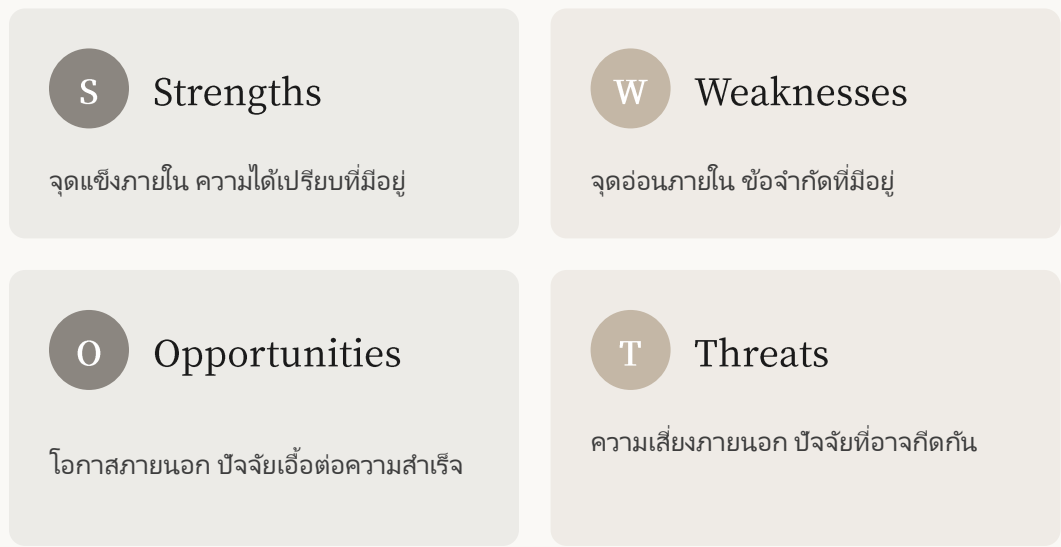 S Strengths
จุดแข็งภายใน ความได้เปรียบที่มีอยู่
W Weaknesses
จุดอ่อนภายใน ข้อจำกัดที่มีอยู่
O Opportunities
โอกาสภายนอก ปัจจัยเอื้อต่อความสำเร็จ
T Threats
ความเสี่ยงภายนอก ปัจจัยที่อาจกีดกัน